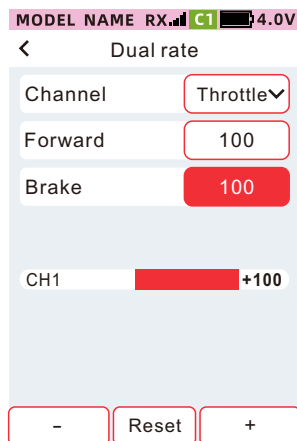 MODEL NAME RX C1 4.0V
< Dual rate
Channel Throttle
Forward 100
Brake 100
CH1 +100
- Reset +